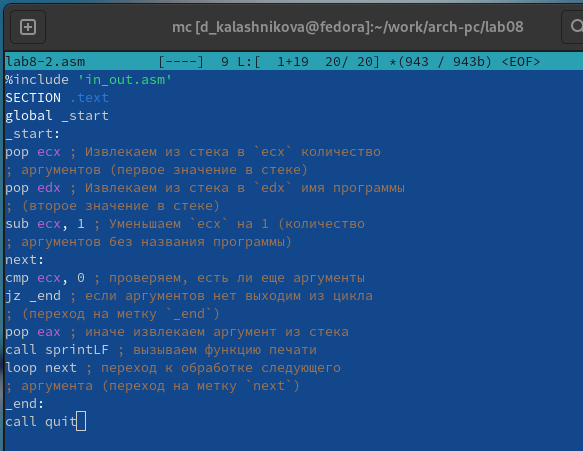 mc [d_kalashnikova@fedora]:~/work/arch-pc/lab08
lab8-2.asm [----] 9 L:[ 1+19 20/ 20] *(943 / 943b) <EOF>
%include 'in_out.asm'
SECTION .text
global _start
_start:
pop ecx ; Извлекаем из стека в `ecx` количество
; аргументов (первое значение в стеке)
pop edx ; Извлекаем из стека в `edx` имя программы
; (второе значение в стеке)
sub ecx, 1 ; Уменьшаем `ecx` на 1 (количество
; аргументов без названия программы)
next:
cmp ecx, 0 ; проверяем, есть ли еще аргументы
jz _end ; если аргументов нет выходим из цикла
; (переход на метку `_end`)
pop eax ; иначе извлекаем аргумент из стека
call sprintLF ; вызываем функцию печати
loop next ; переход к обработке следующего
; аргумента (переход на метку `next`)
_end:
call quit